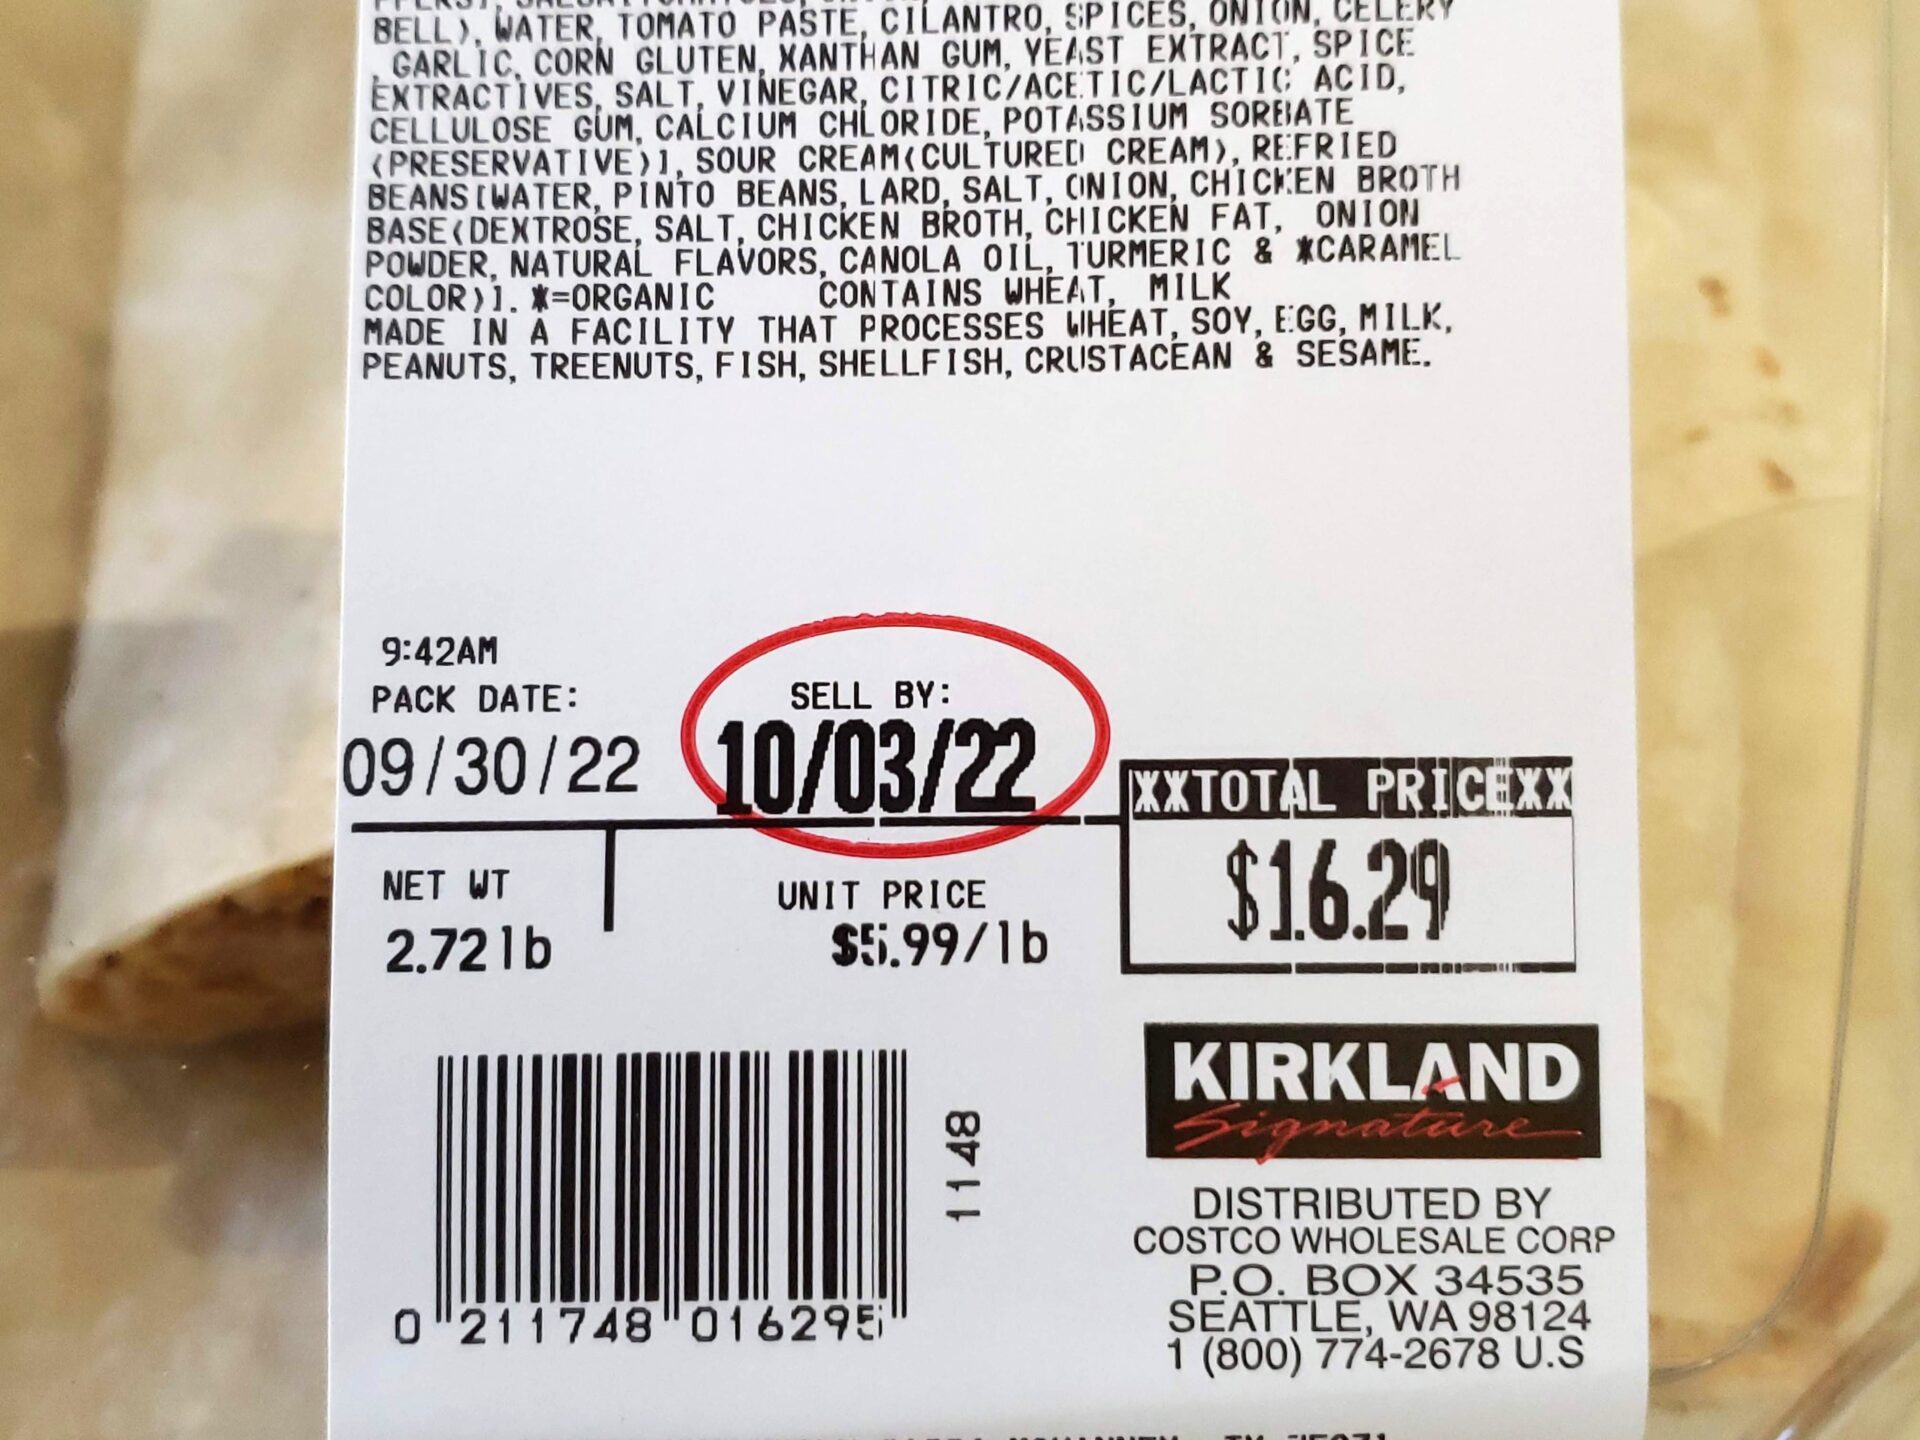 BELL), WATER, TOMATO PASTE, CILANTRO, SPICES, ONION, CELERY
, GARLIC, CORN GLUTEN, XANTHAN GUM, YEAST EXTRACT, SPICE
EXTRACTIVES, SALT, VINEGAR, CITRIC/ACETIC/LACTIC ACID,
CELLULOSE GUM, CALCIUM CHLORIDE, POTASSIUM SORBATE
(PRESERVATIVE)], SOUR CREAM(CULTURED CREAM), REFRIED
BEANS[WATER, PINTO BEANS, LARD, SALT, ONION, CHICKEN BROTH
BASE(DEXTROSE, SALT, CHICKEN BROTH, CHICKEN FAT, ONION
POWDER, NATURAL FLAVORS, CANOLA OIL, TURMERIC & *CARAMEL
COLOR)]. *=ORGANIC CONTAINS WHEAT, MILK
MADE IN A FACILITY THAT PROCESSES WHEAT, SOY, EGG, MILK,
PEANUTS, TREENUTS, FISH, SHELLFISH, CRUSTACEAN & SESAME.
9:42AM
PACK DATE:
09/30/22
SELL BY:
10/03/22
**TOTAL PRICE**
$16.29
NET WT
2.72lb
UNIT PRICE
$5.99/lb
0 211748 016295
1148
KIRKLAND
Signature
DISTRIBUTED BY
COSTCO WHOLESALE CORP
P.O. BOX 34535
SEATTLE, WA 98124
1 (800) 774-2678 U.S